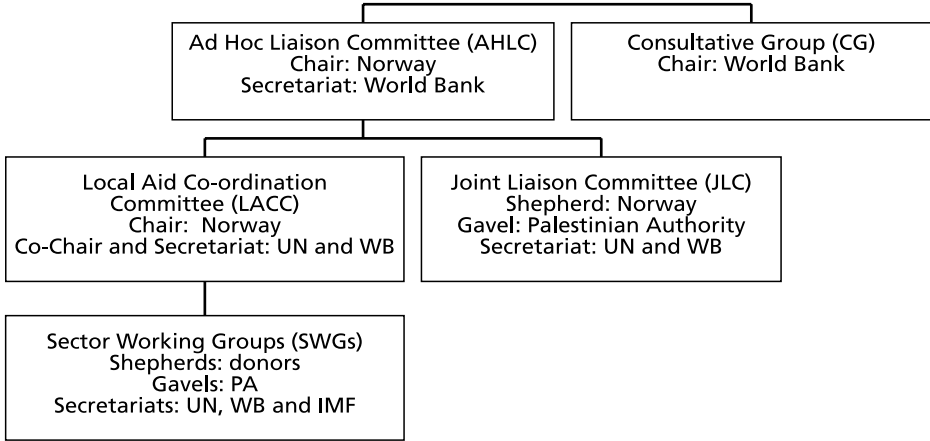 Ad Hoc Liaison Committee (AHLC)
Chair: Norway
Secretariat: World Bank
Consultative Group (CG)
Chair: World Bank
Local Aid Co-ordination
Committee (LACC)
Chair: Norway
Co-Chair and Secretariat: UN and WB
Joint Liaison Committee (JLC)
Shepherd: Norway
Gavel: Palestinian Authority
Secretariat: UN and WB
Sector Working Groups (SWGs)
Shepherds: donors
Gavels: PA
Secretariats: UN, WB and IMF